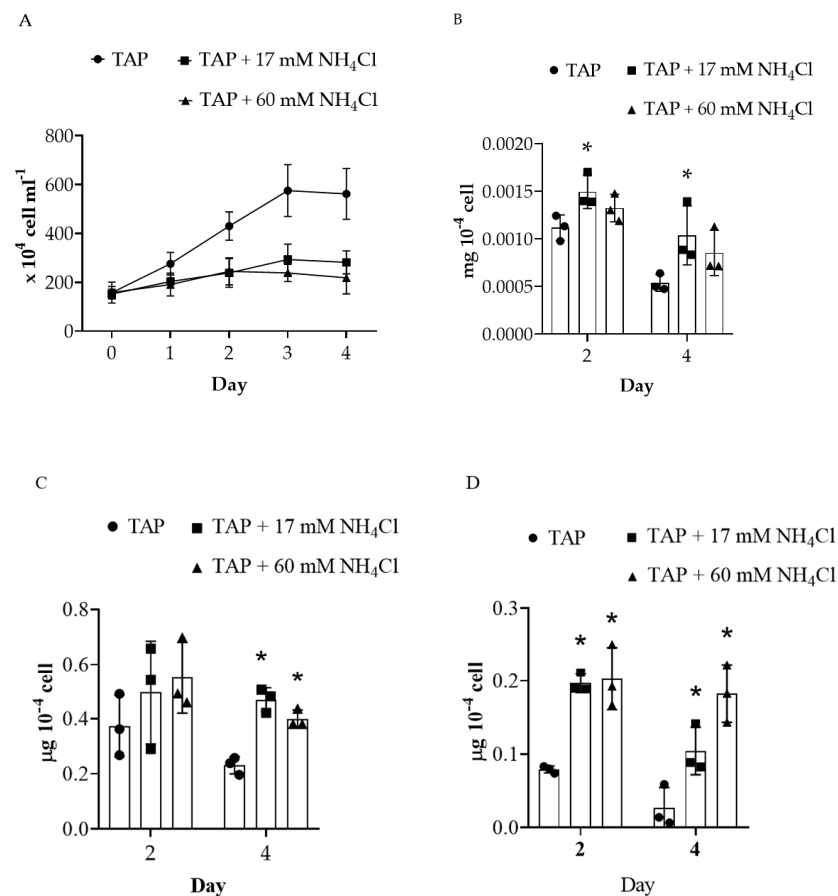 A
TAP TAP + 17 mM NH₄Cl
TAP + 60 mM NH₄Cl
800
600
400
200
0
x 10⁴ cell ml⁻¹
0 1 2 3 4
Day
B
TAP TAP + 17 mM NH₄Cl
TAP + 60 mM NH₄Cl
0.0020
0.0015
0.0010
0.0005
0.0000
mg 10⁻⁴ cell
* *
2 4
Day
C
TAP TAP + 17 mM NH₄Cl
TAP + 60 mM NH₄Cl
0.8
0.6
0.4
0.2
0.0
µg 10⁻⁴ cell
* *
2 4
Day
D
TAP TAP + 17 mM NH₄Cl
TAP + 60 mM NH₄Cl
0.3
0.2
0.1
0.0
µg 10⁻⁴ cell
* * * *
2 4
Day